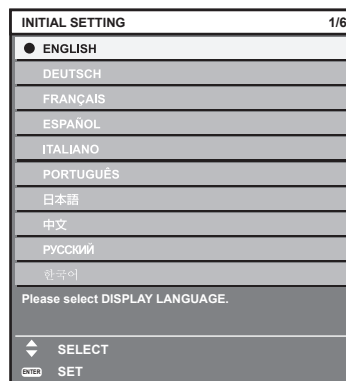 INITIAL SETTING 1/6
ENGLISH
DEUTSCH
FRANÇAIS
ESPAÑOL
ITALIANO
PORTUGUÊS
日本語
中文
РУССКИЙ
한국어
Please select DISPLAY LANGUAGE.
SELECT
ENTER SET